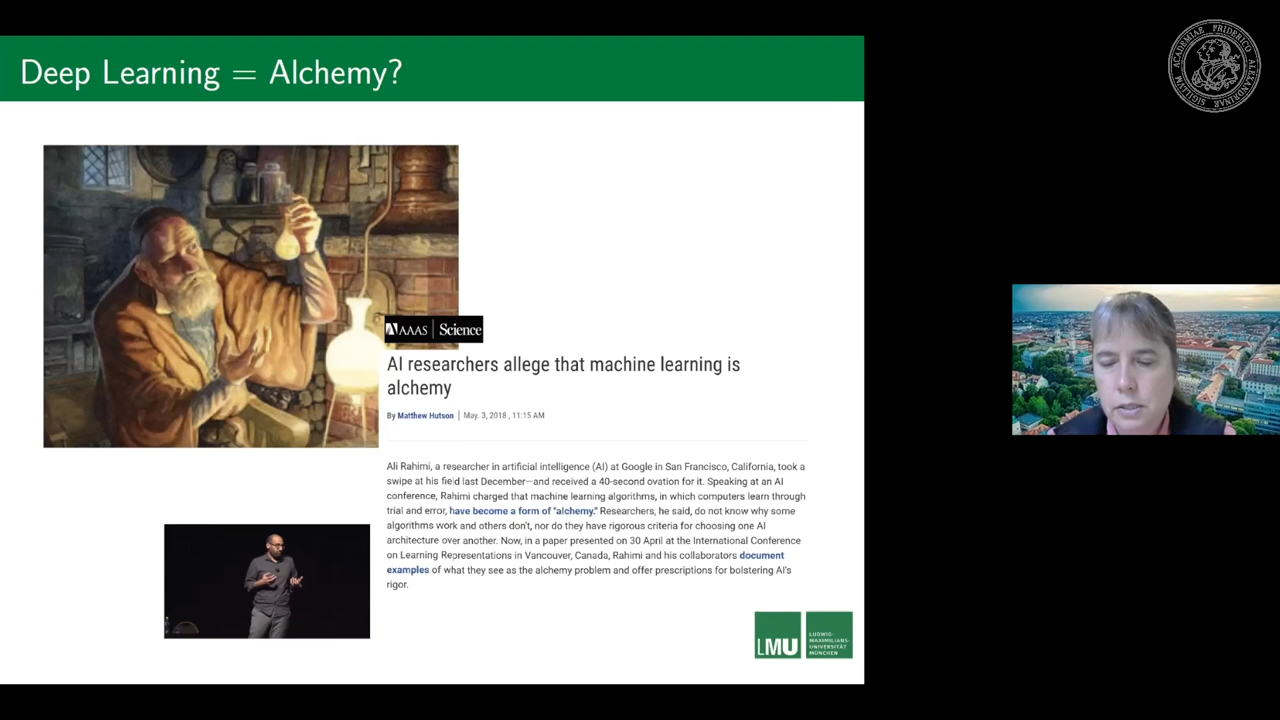 Deep Learning = Alchemy?
AAAS | Science
AI researchers allege that machine learning is
alchemy
By Matthew Hutson | May. 3, 2018 , 11:15 AM
Ali Rahimi, a researcher in artificial intelligence (AI) at Google in San Francisco, California, took a
swipe at his field last December—and received a 40-second ovation for it. Speaking at an AI
conference, Rahimi charged that machine learning algorithms, in which computers learn through
trial and error, have become a form of "alchemy." Researchers, he said, do not know why some
algorithms work and others don't, nor do they have rigorous criteria for choosing one AI
architecture over another. Now, in a paper presented on 30 April at the International Conference
on Learning Representations in Vancouver, Canada, Rahimi and his collaborators document
examples of what they see as the alchemy problem and offer prescriptions for bolstering AI's
rigor.
LMU
LUDWIG-
MAXIMILIANS-
UNIVERSITÄT
MÜNCHEN
ACADEMIAE FRIDERICO ALEXANDRINAE SIGILLVM